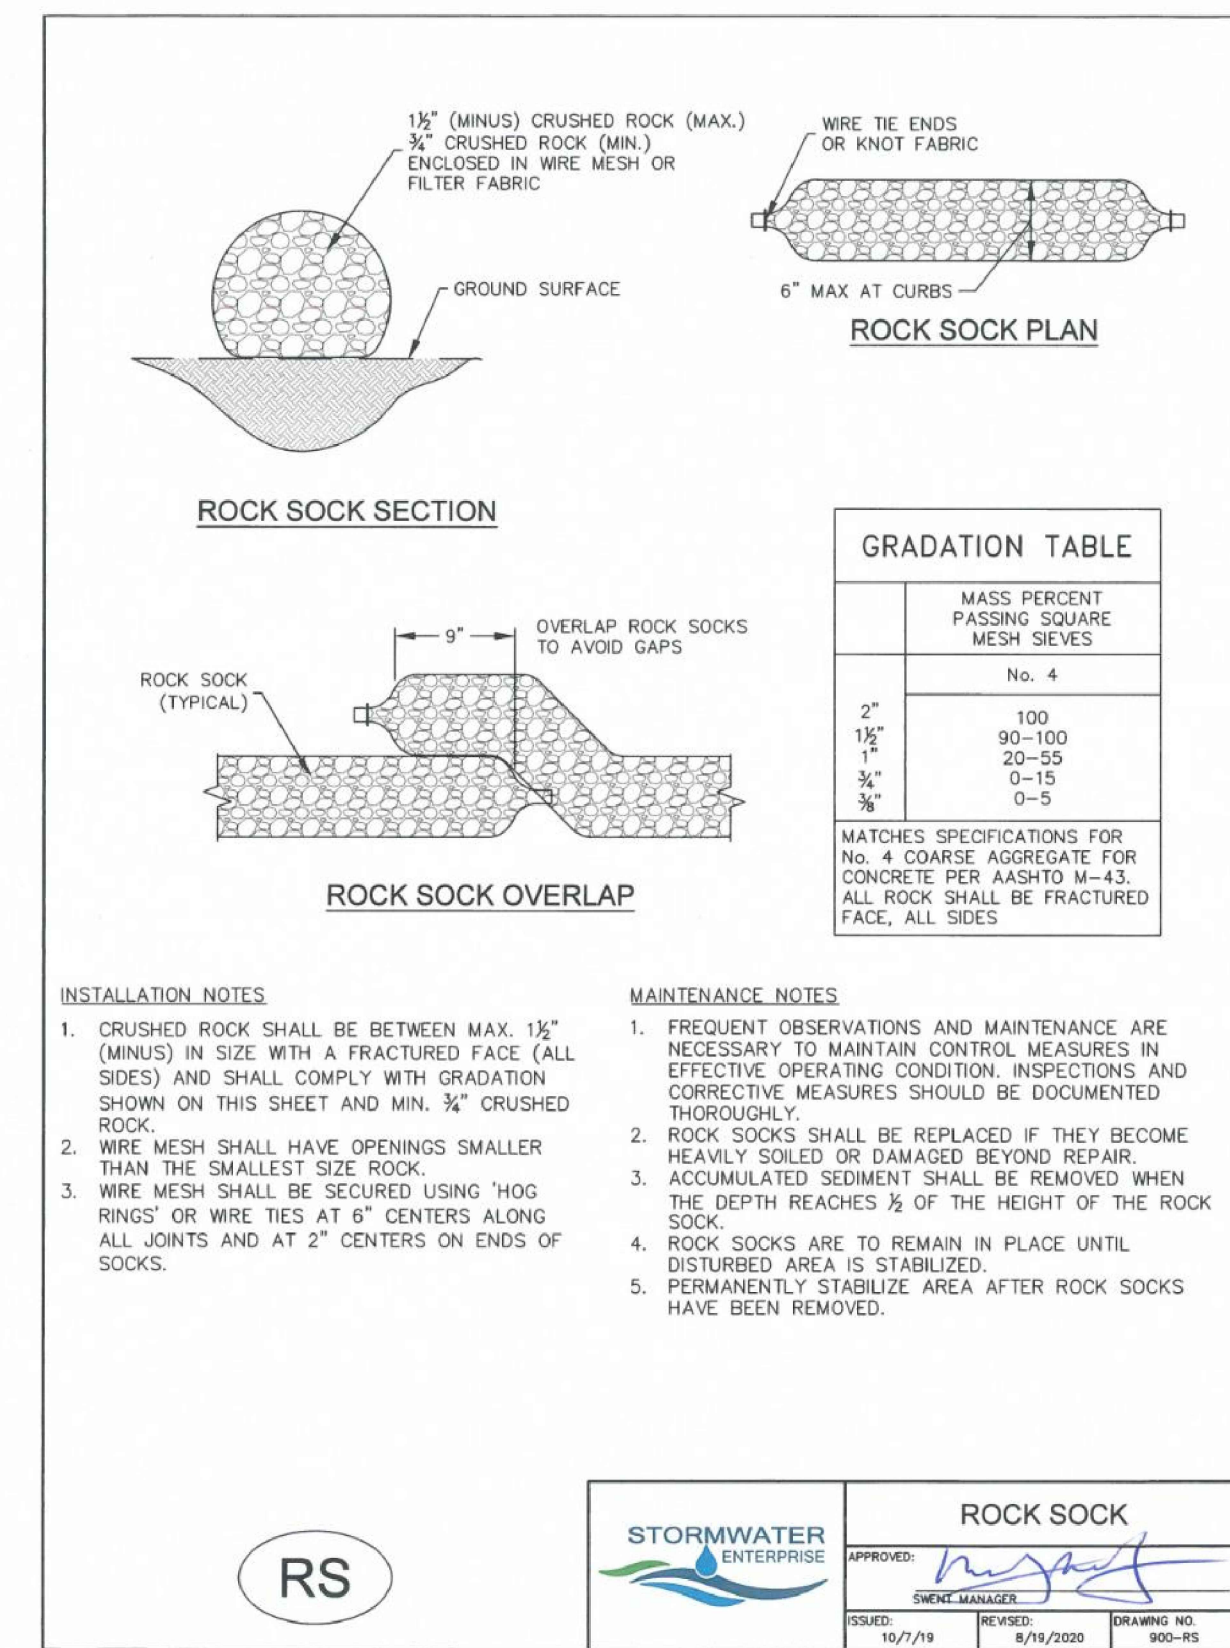 1½" (MINUS) CRUSHED ROCK (MAX.)
¾" CRUSHED ROCK (MIN.)
ENCLOSED IN WIRE MESH OR
FILTER FABRIC
GROUND SURFACE
ROCK SOCK SECTION
WIRE TIE ENDS
OR KNOT FABRIC
6" MAX AT CURBS
ROCK SOCK PLAN
9"
OVERLAP ROCK SOCKS
TO AVOID GAPS
ROCK SOCK
(TYPICAL)
ROCK SOCK OVERLAP
GRADATION TABLE
MASS PERCENT
PASSING SQUARE
MESH SIEVES
No. 4
2" 100
1½" 90-100
1" 20-55
¾" 0-15
⅜" 0-5
MATCHES SPECIFICATIONS FOR
No. 4 COARSE AGGREGATE FOR
CONCRETE PER AASHTO M-43.
ALL ROCK SHALL BE FRACTURED
FACE, ALL SIDES
INSTALLATION NOTES
1. CRUSHED ROCK SHALL BE BETWEEN MAX. 1½"
(MINUS) IN SIZE WITH A FRACTURED FACE (ALL
SIDES) AND SHALL COMPLY WITH GRADATION
SHOWN ON THIS SHEET AND MIN. ¾" CRUSHED
ROCK.
2. WIRE MESH SHALL HAVE OPENINGS SMALLER
THAN THE SMALLEST SIZE ROCK.
3. WIRE MESH SHALL BE SECURED USING 'HOG
RINGS' OR WIRE TIES AT 6" CENTERS ALONG
ALL JOINTS AND AT 2" CENTERS ON ENDS OF
SOCKS.
MAINTENANCE NOTES
1. FREQUENT OBSERVATIONS AND MAINTENANCE ARE
NECESSARY TO MAINTAIN CONTROL MEASURES IN
EFFECTIVE OPERATING CONDITION. INSPECTIONS AND
CORRECTIVE MEASURES SHOULD BE DOCUMENTED
THOROUGHLY.
2. ROCK SOCKS SHALL BE REPLACED IF THEY BECOME
HEAVILY SOILED OR DAMAGED BEYOND REPAIR.
3. ACCUMULATED SEDIMENT SHALL BE REMOVED WHEN
THE DEPTH REACHES ½ OF THE HEIGHT OF THE ROCK
SOCK.
4. ROCK SOCKS ARE TO REMAIN IN PLACE UNTIL
DISTURBED AREA IS STABILIZED.
5. PERMANENTLY STABILIZE AREA AFTER ROCK SOCKS
HAVE BEEN REMOVED.
RS
STORMWATER
ENTERPRISE
ROCK SOCK
APPROVED:
SWENT MANAGER
ISSUED:
10/7/19
REVISED:
8/19/2020
DRAWING NO.
900-RS